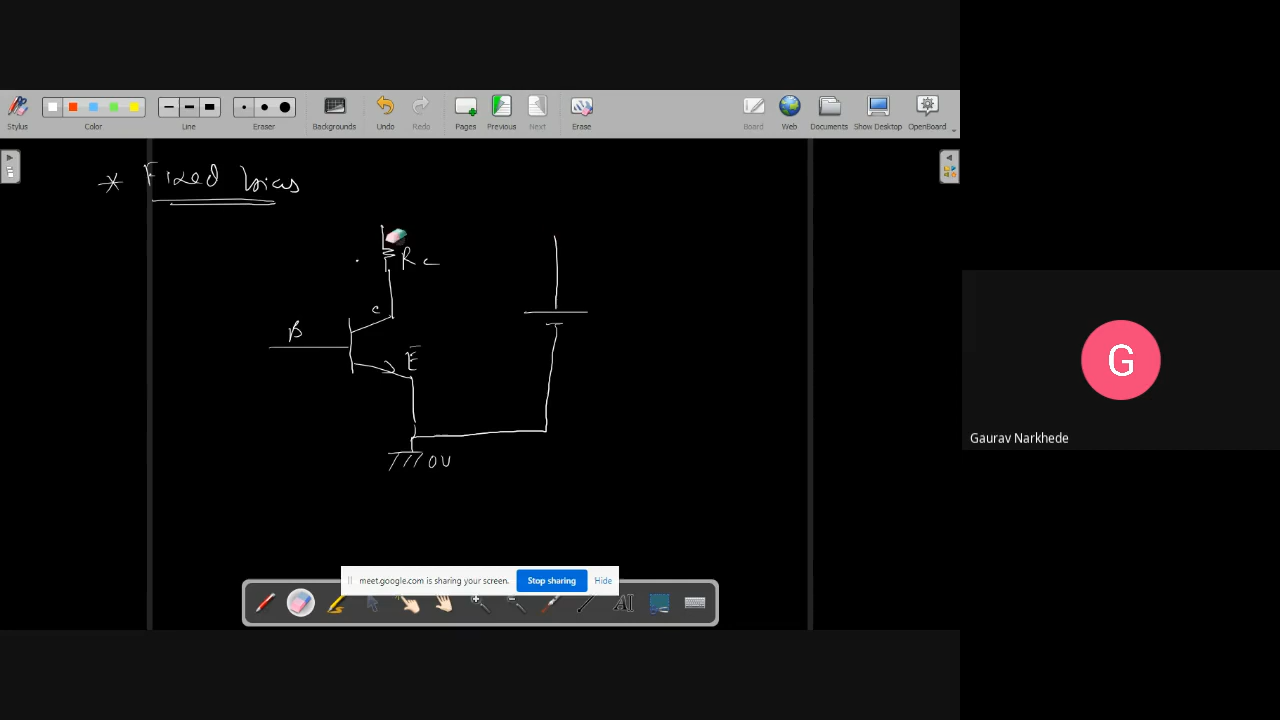 Stylus Color Line Eraser Backgrounds Undo Redo Pages Previous Next Erase Board Web Documents Show Desktop OpenBoard
* Fixed bias
Rc
C
B
E
0V
G
Gaurav Narkhede
meet.google.com is sharing your screen. Stop sharing Hide
AI